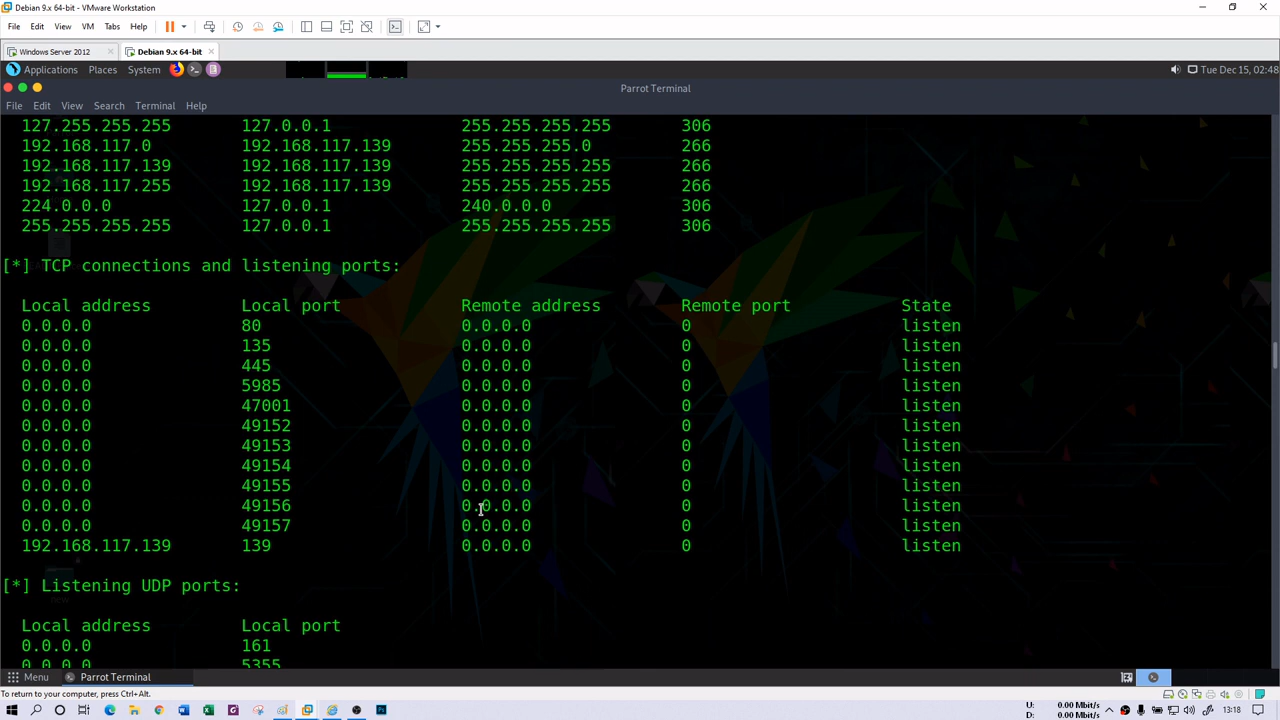 Debian 9.x 64-bit - VMware Workstation
File Edit View VM Tabs Help
Windows Server 2012 Debian 9.x 64-bit
Applications Places System Tue Dec 15, 02:48
Parrot Terminal
File Edit View Search Terminal Help
127.255.255.255 127.0.0.1 255.255.255.255 306
192.168.117.0 192.168.117.139 255.255.255.0 266
192.168.117.139 192.168.117.139 255.255.255.255 266
192.168.117.255 192.168.117.139 255.255.255.255 266
224.0.0.0 127.0.0.1 240.0.0.0 306
255.255.255.255 127.0.0.1 255.255.255.255 306
[*] TCP connections and listening ports:
Local address Local port Remote address Remote port State
0.0.0.0 80 0.0.0.0 0 listen
0.0.0.0 135 0.0.0.0 0 listen
0.0.0.0 445 0.0.0.0 0 listen
0.0.0.0 5985 0.0.0.0 0 listen
0.0.0.0 47001 0.0.0.0 0 listen
0.0.0.0 49152 0.0.0.0 0 listen
0.0.0.0 49153 0.0.0.0 0 listen
0.0.0.0 49154 0.0.0.0 0 listen
0.0.0.0 49155 0.0.0.0 0 listen
0.0.0.0 49156 0.0.0.0 0 listen
0.0.0.0 49157 0.0.0.0 0 listen
192.168.117.139 139 0.0.0.0 0 listen
[*] Listening UDP ports:
Local address Local port
0.0.0.0 161
0.0.0.0 5355
Menu Parrot Terminal
To return to your computer, press Ctrl+Alt.
U: 0.00 Mbit/s
D: 0.00 Mbit/s
13:18